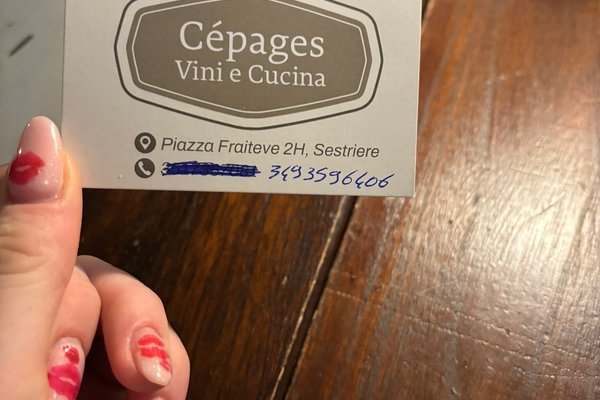 Cépages
Vini e Cucina
Piazza Fraiteve 2H, Sestriere
3493596406